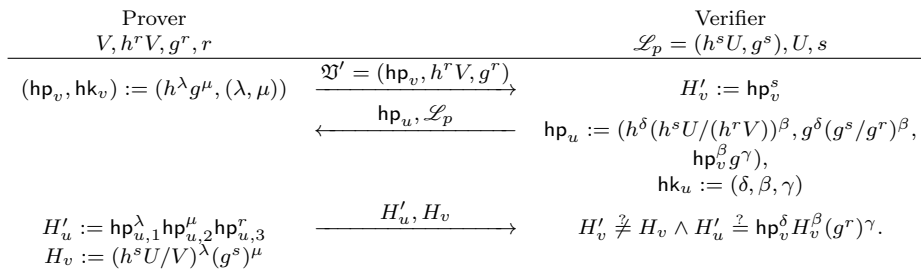 Prover Verifier
V, h^r V, g^r, r ℒ_p = (h^s U, g^s), U, s
(hp_v, hk_v) := (h^λ g^μ, (λ, μ)) 𝔙′ = (hp_v, h^r V, g^r) H′_v := hp_v^s
hp_u, ℒ_p hp_u := (h^δ (h^s U/(h^r V))^β, g^δ (g^s/g^r)^β,
hp_v^β g^γ),
hk_u := (δ, β, γ)
H′_u := hp_{u,1}^λ hp_{u,2}^μ hp_{u,3}^r H′_u, H_v H′_v ≠^? H_v ∧ H′_u =^? hp_v^δ H_v^β (g^r)^γ.
H_v := (h^s U/V)^λ (g^s)^μ